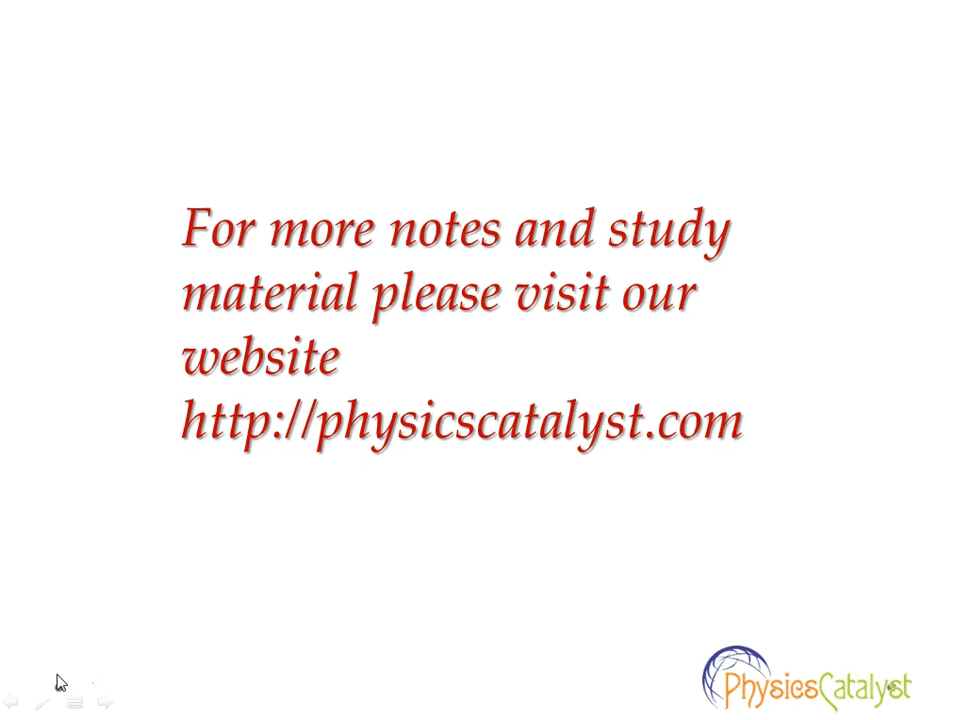 For more notes and study
material please visit our
website
http://physicscatalyst.com
PhysicsCatalyst